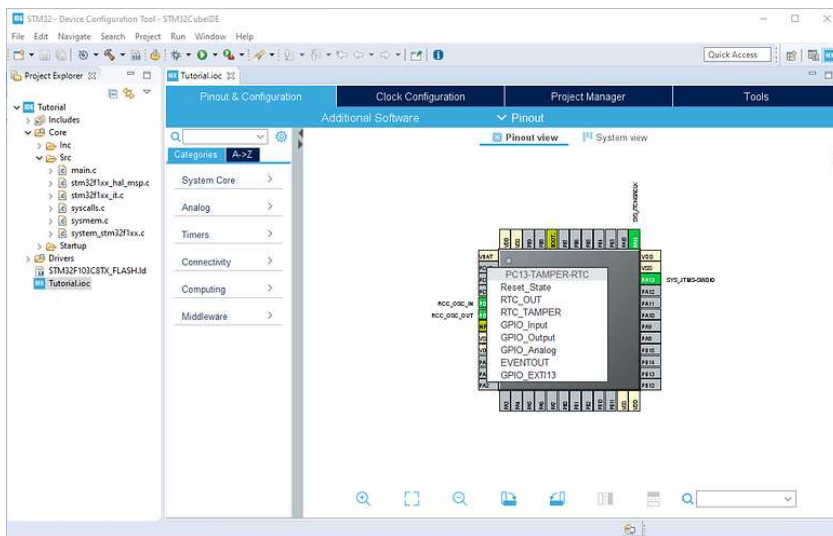 IDE STM32 - Device Configuration Tool - STM32CubeIDE
File Edit Navigate Search Project Run Window Help
Quick Access
Project Explorer
Tutorial
Includes
Core
Inc
Src
main.c
stm32f1xx_hal_msp.c
stm32f1xx_it.c
syscalls.c
sysmem.c
system_stm32f1xx.c
Startup
Drivers
STM32F103C8TX_FLASH.ld
MX Tutorial.ioc
MX Tutorial.ioc
Pinout & Configuration Clock Configuration Project Manager Tools
Additional Software Pinout
Categories A->Z
System Core
Analog
Timers
Connectivity
Computing
Middleware
Pinout view System view
VBAT
PC13-TAMPER-RTC
Reset_State
RTC_OUT
RTC_TAMPER
GPIO_Input
GPIO_Output
GPIO_Analog
EVENTOUT
GPIO_EXTI13
RCC_OSC_IN
RCC_OSC_OUT
PA2
VDD
VSS
PA13 SYS_JTMS-SWDIO
PA12
PA11
PA10
PA9
PA8
PB15
PB14
PB13
PB12